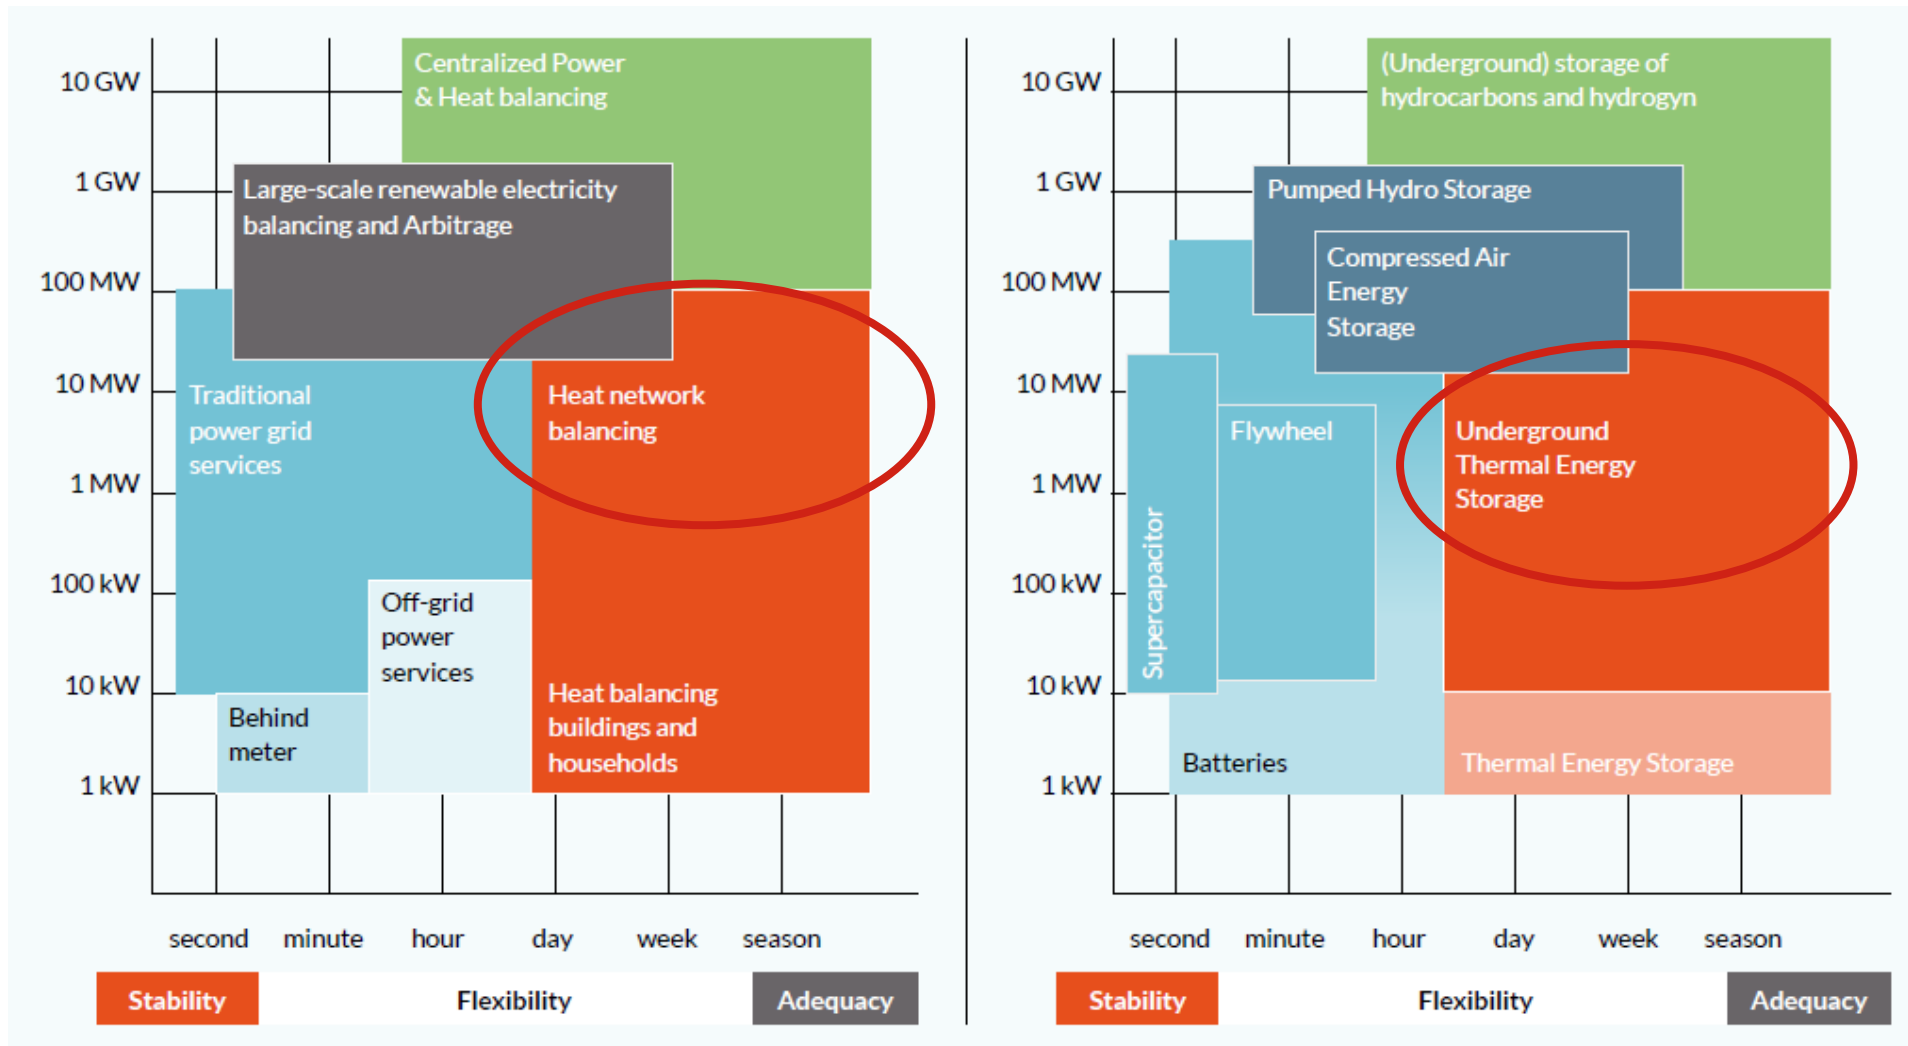 10 GW
1 GW
100 MW
10 MW
1 MW
100 kW
10 kW
1 kW
Centralized Power
& Heat balancing
Large-scale renewable electricity
balancing and Arbitrage
Traditional
power grid
services
Heat network
balancing
Off-grid
power
services
Behind
meter
Heat balancing
buildings and
households
second minute hour day week season
Stability Flexibility Adequacy
10 GW
1 GW
100 MW
10 MW
1 MW
100 kW
10 kW
1 kW
(Underground) storage of
hydrocarbons and hydrogyn
Pumped Hydro Storage
Compressed Air
Energy
Storage
Flywheel
Supercapacitor
Underground
Thermal Energy
Storage
Batteries
Thermal Energy Storage
second minute hour day week season
Stability Flexibility Adequacy